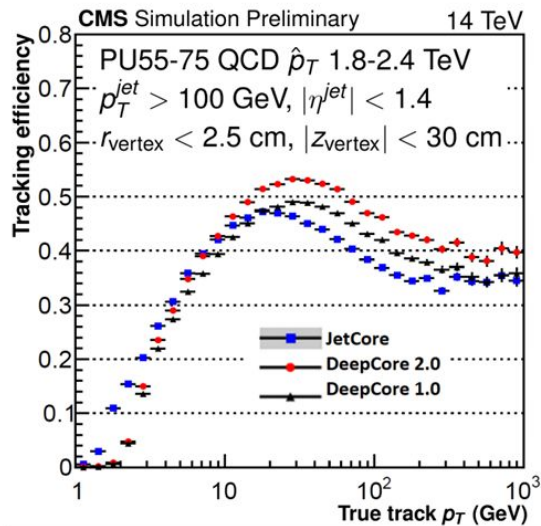 CMS Simulation Preliminary 14 TeV
PU55-75 QCD p̂_T 1.8-2.4 TeV
p_T^jet > 100 GeV, |η^jet| < 1.4
r_vertex < 2.5 cm, |z_vertex| < 30 cm
Tracking efficiency
0.8
0.7
0.6
0.5
0.4
0.3
0.2
0.1
0
JetCore
DeepCore 2.0
DeepCore 1.0
1 10 10² 10³
True track p_T (GeV)